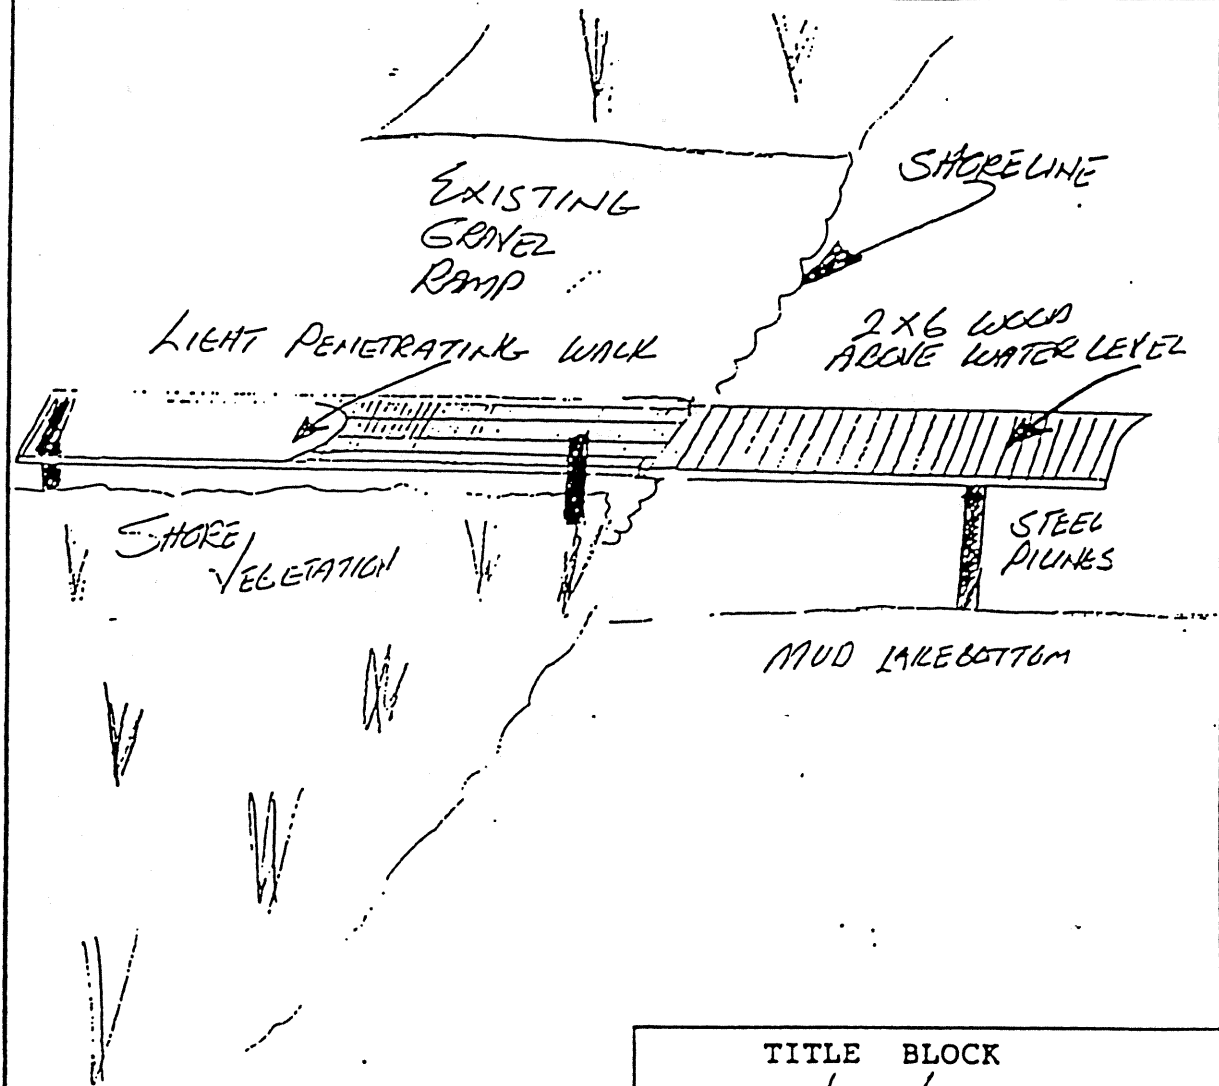 SHORELINE
EXISTING
GRAVEL
RAMP
LIGHT PENETRATING WALK
2X6 WOOD
ABOVE WATER LEVEL
SHORE
VEGETATION
STEEL
PILINGS
MUD LAKEBOTTOM
TITLE BLOCK